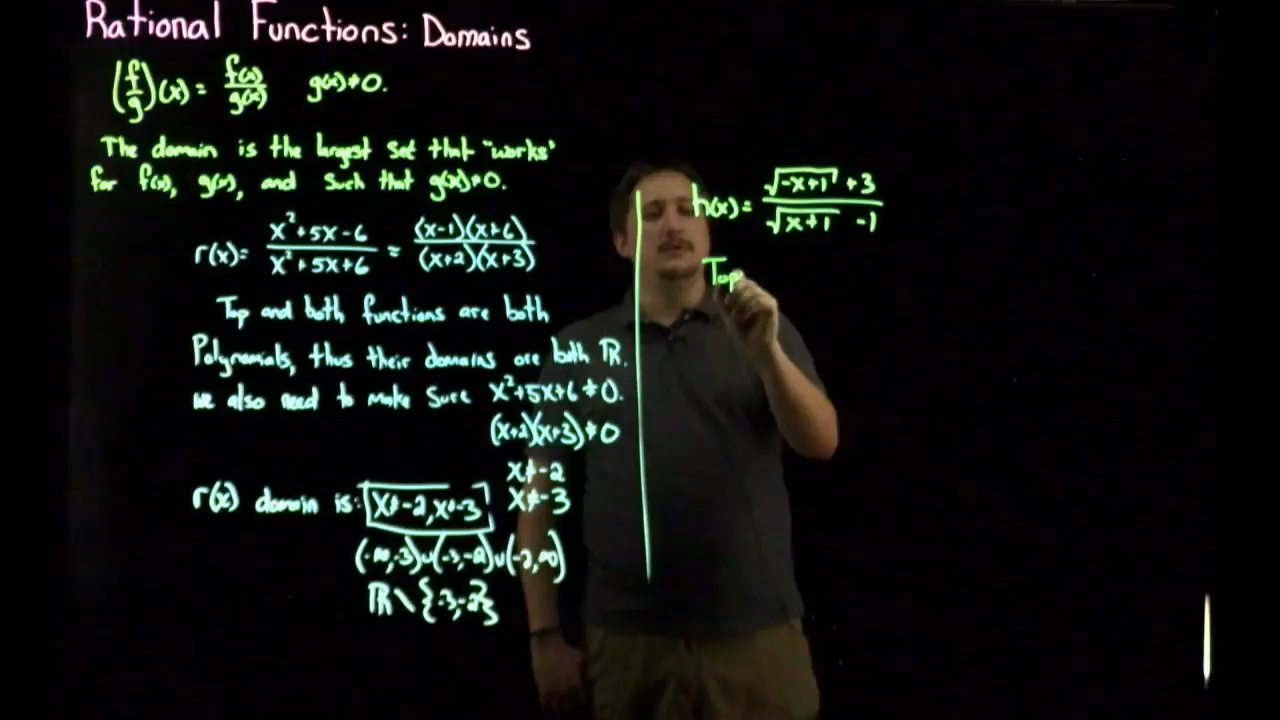 Rational Functions: Domains
(f/g)(x) = f(x)/g(x) g(x)≠0.
The domain is the largest set that "works"
for f(x), g(x), and such that g(x)≠0.
r(x)= x²+5x-6 / x²+5x+6 = (x-1)(x+6) / (x+2)(x+3)
Top and both functions are both
Polynomials, thus their domains are both ℝ.
we also need to make sure x²+5x+6≠0.
(x+2)(x+3)≠0
x≠-2
x≠-3
r(x) domain is: x≠-2, x≠-3
(-∞,-3)∪(-3,-2)∪(-2,∞)
ℝ\{-3,-2}
h(x)= √(-x+1) +3 / √(x+1) -1
Top